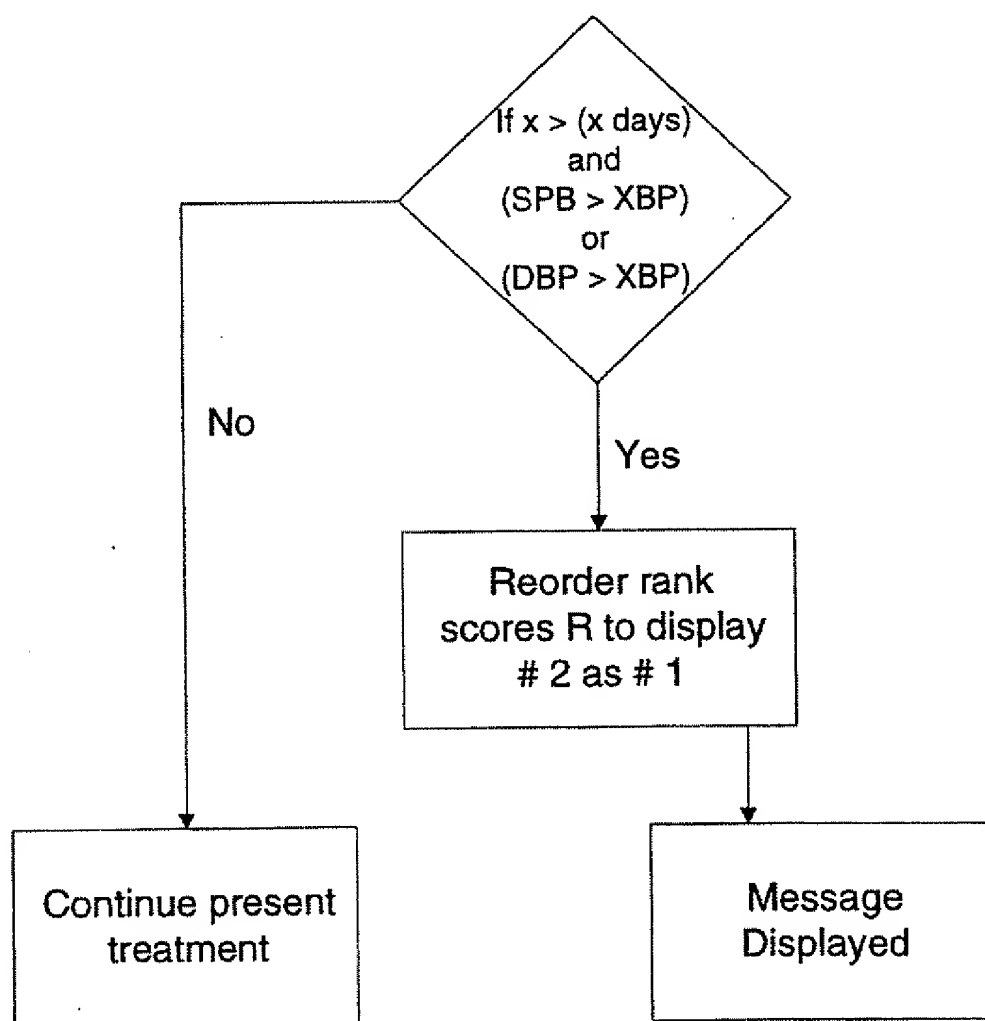 If x > (x days)
and
(SPB > XBP)
or
(DBP > XBP)
No
Yes
Reorder rank
scores R to display
# 2 as # 1
Continue present
treatment
Message
Displayed